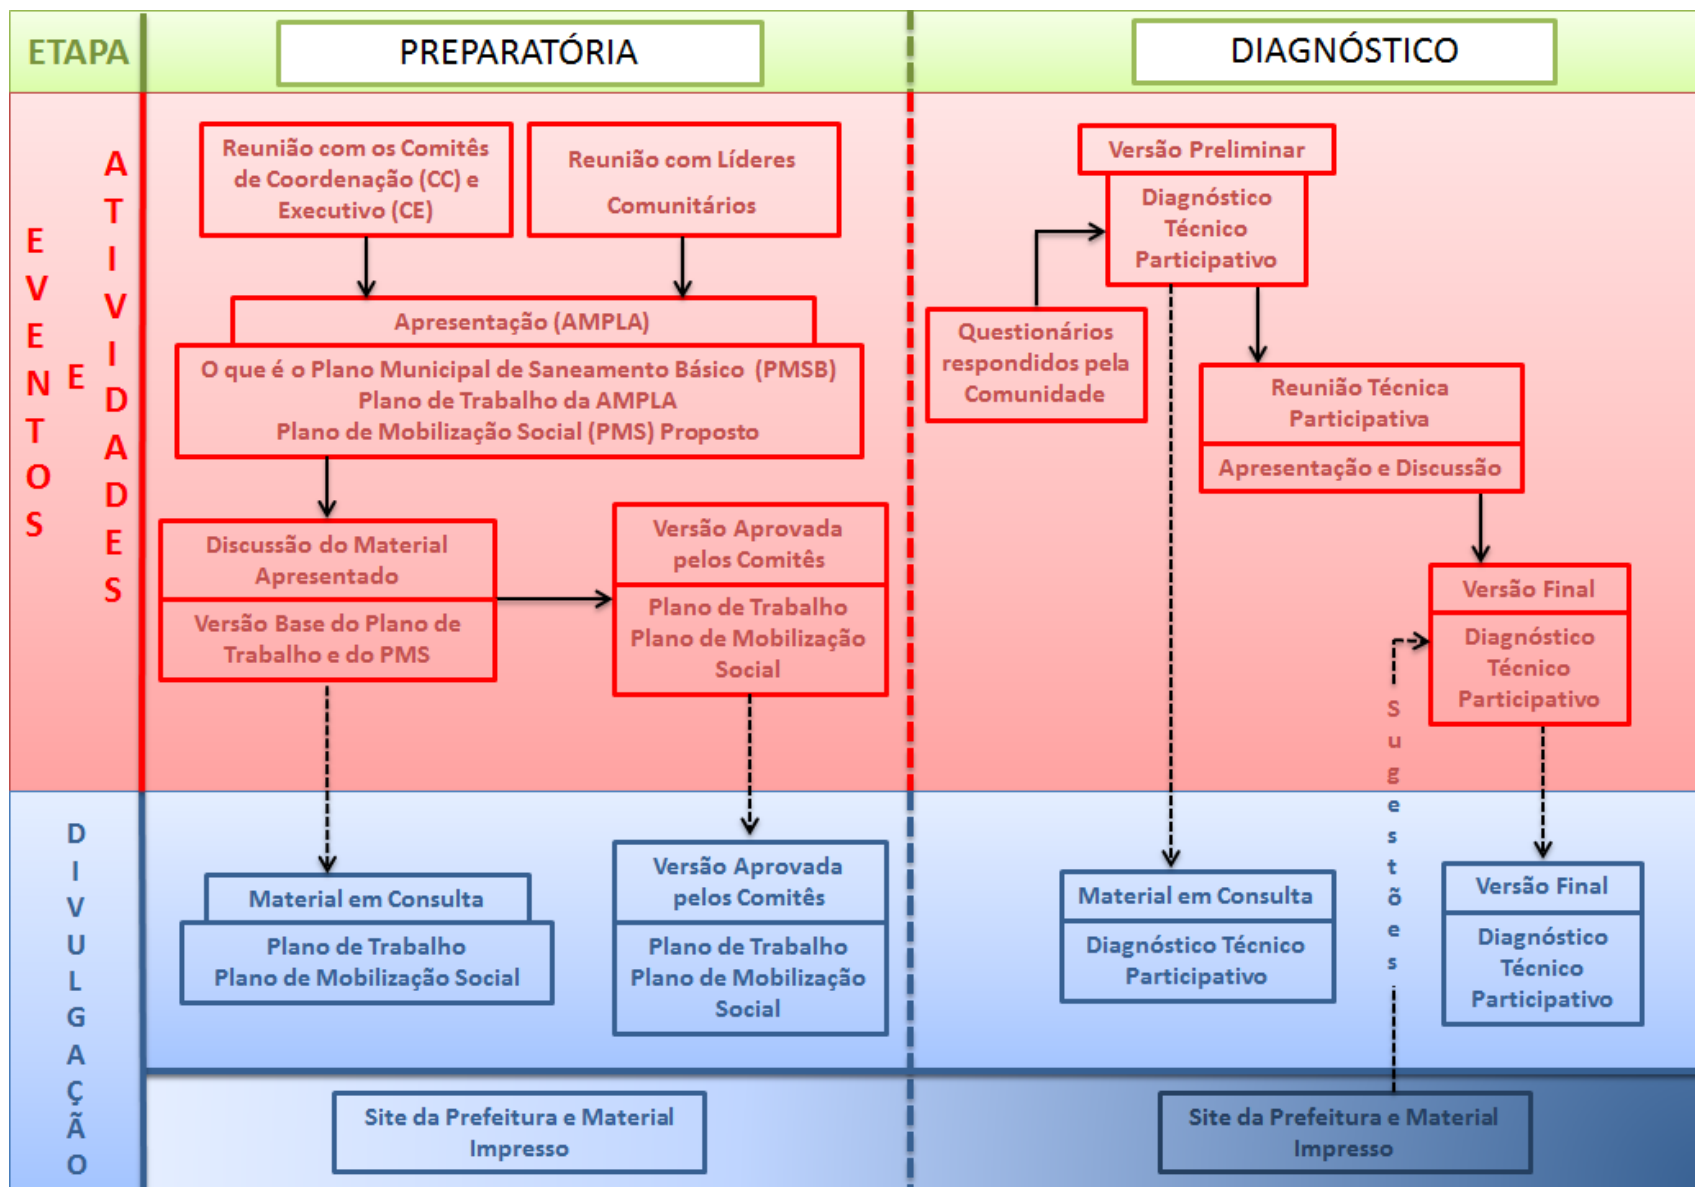 ETAPA
PREPARATÓRIA
DIAGNÓSTICO
EVENTOS
E
ATIVIDADES
Reunião com os Comitês
de Coordenação (CC) e
Executivo (CE)
Reunião com Líderes
Comunitários
Apresentação (AMPLA)
O que é o Plano Municipal de Saneamento Básico (PMSB)
Plano de Trabalho da AMPLA
Plano de Mobilização Social (PMS) Proposto
Discussão do Material
Apresentado
Versão Base do Plano de
Trabalho e do PMS
Versão Aprovada
pelos Comitês
Plano de Trabalho
Plano de Mobilização
Social
Versão Preliminar
Diagnóstico
Técnico
Participativo
Questionários
respondidos pela
Comunidade
Reunião Técnica
Participativa
Apresentação e Discussão
Versão Final
Diagnóstico
Técnico
Participativo
Sugestões
DIVULGAÇÃO
Material em Consulta
Plano de Trabalho
Plano de Mobilização Social
Versão Aprovada
pelos Comitês
Plano de Trabalho
Plano de Mobilização
Social
Material em Consulta
Diagnóstico Técnico
Participativo
Versão Final
Diagnóstico
Técnico
Participativo
Site da Prefeitura e Material
Impresso
Site da Prefeitura e Material
Impresso